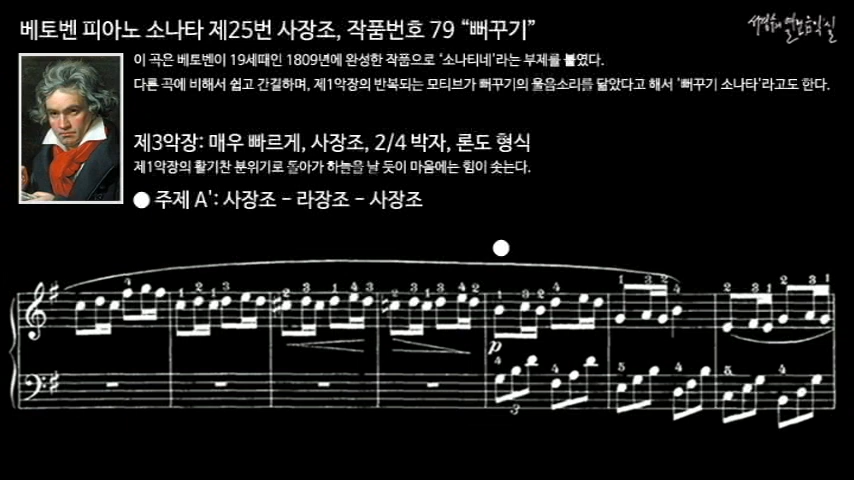 베토벤 피아노 소나타 제25번 사장조, 작품번호 79 “뻐꾸기”
이 곡은 베토벤이 19세때인 1809년에 완성한 작품으로 '소나티네'라는 부제를 붙였다.
다른 곡에 비해서 쉽고 간결하며, 제1악장의 반복되는 모티브가 뻐꾸기의 울음소리를 닮았다고 해서 '뻐꾸기 소나타'라고도 한다.
제3악장: 매우 빠르게, 사장조, 2/4 박자, 론도 형식
제1악장의 활기찬 분위기로 돌아가 하늘을 날 듯이 마음에는 힘이 솟는다.
● 주제 A': 사장조 - 라장조 - 사장조
p